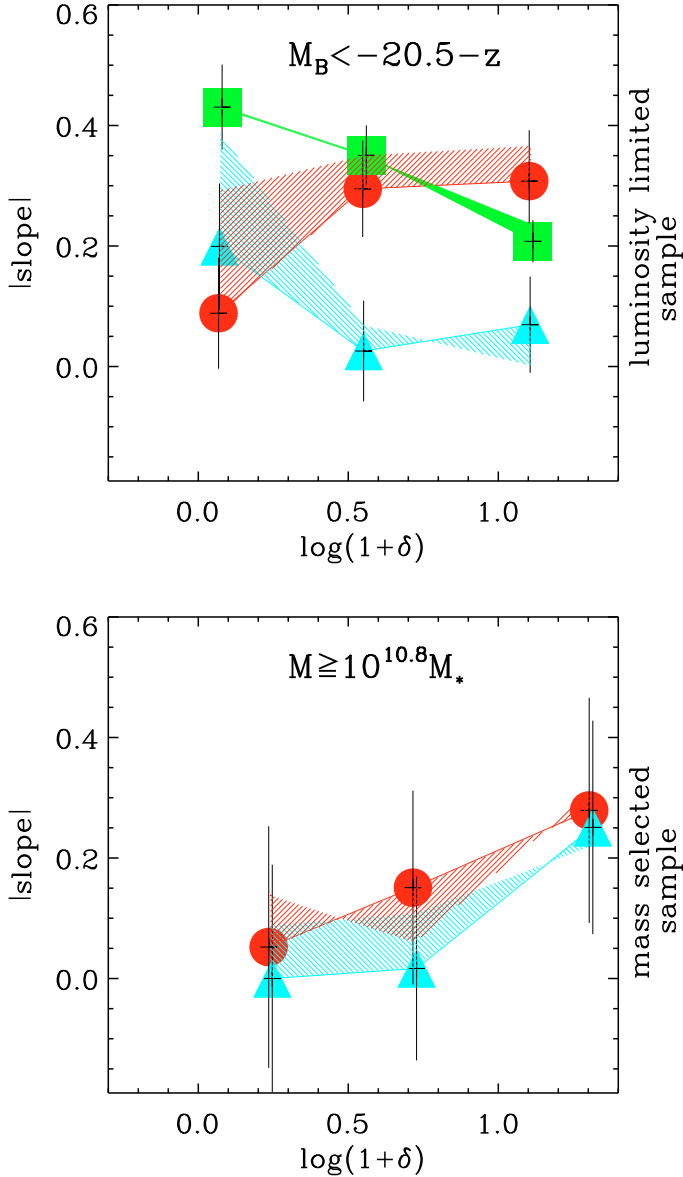 0.6
M_B<-20.5-z
0.4
0.2
0.0
|slope|
luminosity limited
sample
0.0 0.5 1.0
log(1+δ)
0.6
M≧10^10.8M_*
0.4
0.2
0.0
|slope|
mass selected
sample
0.0 0.5 1.0
log(1+δ)